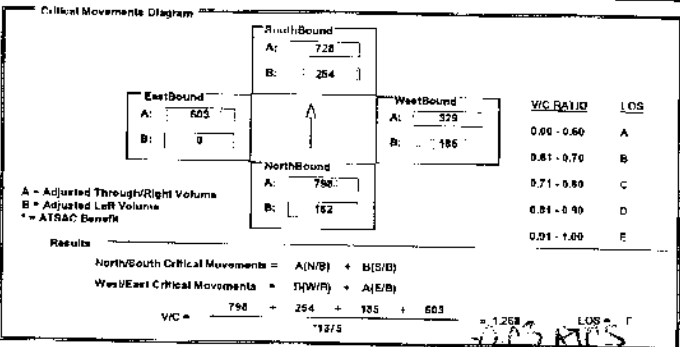 Critical Movements Diagram
SouthBound
A: 728
B: 254
EastBound
A: 603
B: 0
WestBound
A: 329
B: 185
NorthBound
A: 798
B: 162
V/C RATIO LOS
0.00 - 0.60 A
0.61 - 0.70 B
0.71 - 0.80 C
0.81 - 0.90 D
0.91 - 1.00 E
A = Adjusted Through/Right Volume
B = Adjusted Left Volume
* = ATSAC Benefit
Results
North/South Critical Movements = A(N/B) + B(S/B)
West/East Critical Movements = B(W/B) + A(E/B)
V/C = 798 + 254 + 185 + 603 = 1.268 LOS = F
*1375